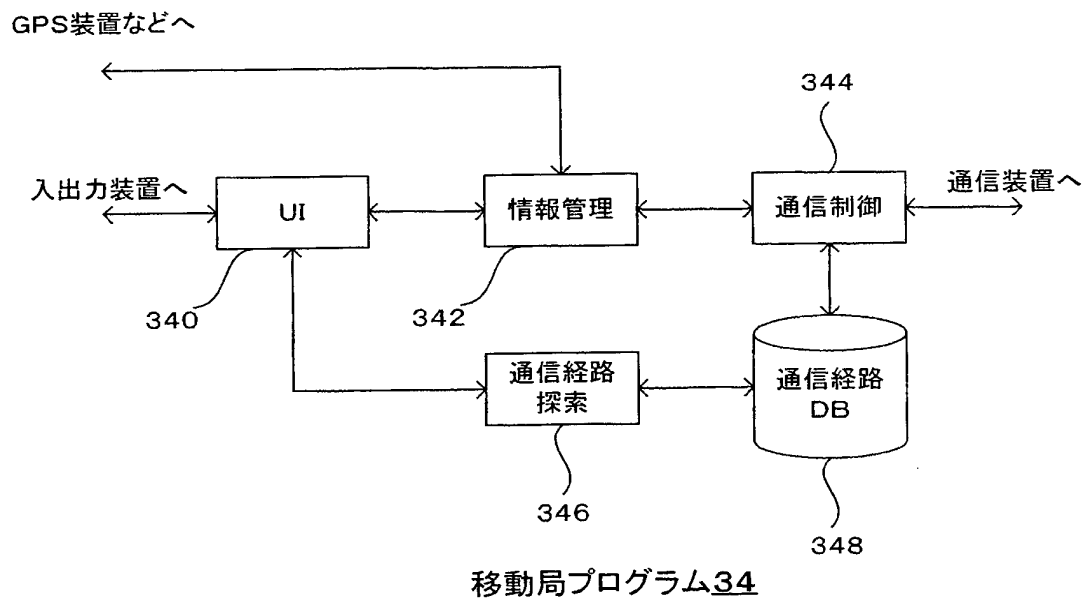 GPS装置などへ
344
入出力装置へ
UI
情報管理
通信制御
通信装置へ
340
342
通信経路
探索
通信経路
DB
346
348
移動局プログラム34